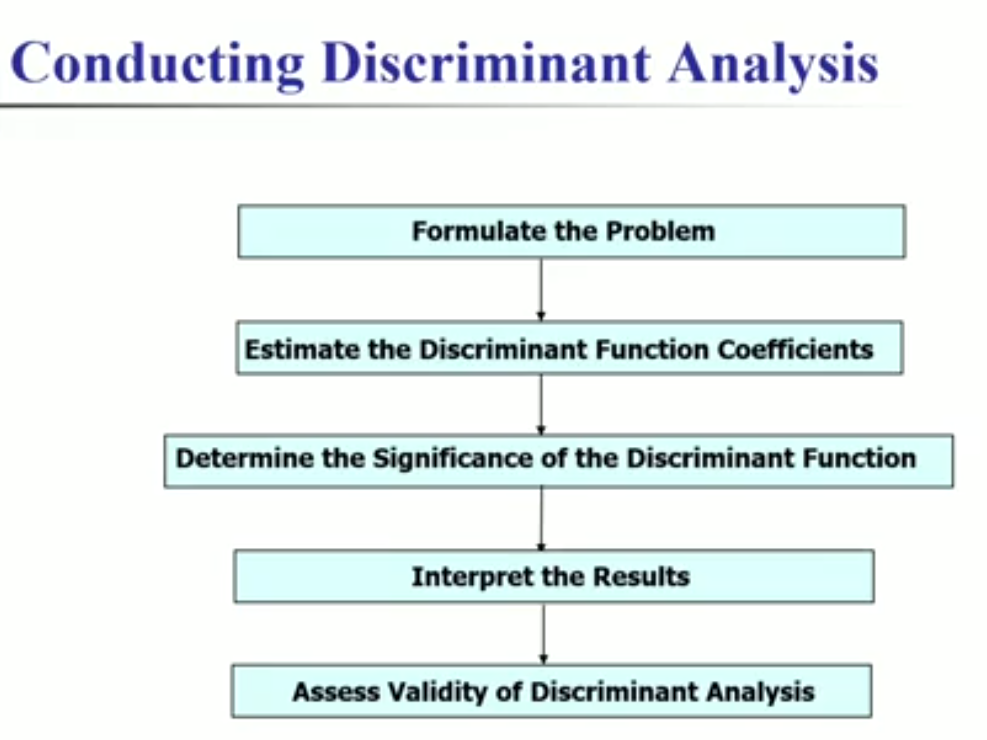 Conducting Discriminant Analysis
Formulate the Problem
Estimate the Discriminant Function Coefficients
Determine the Significance of the Discriminant Function
Interpret the Results
Assess Validity of Discriminant Analysis